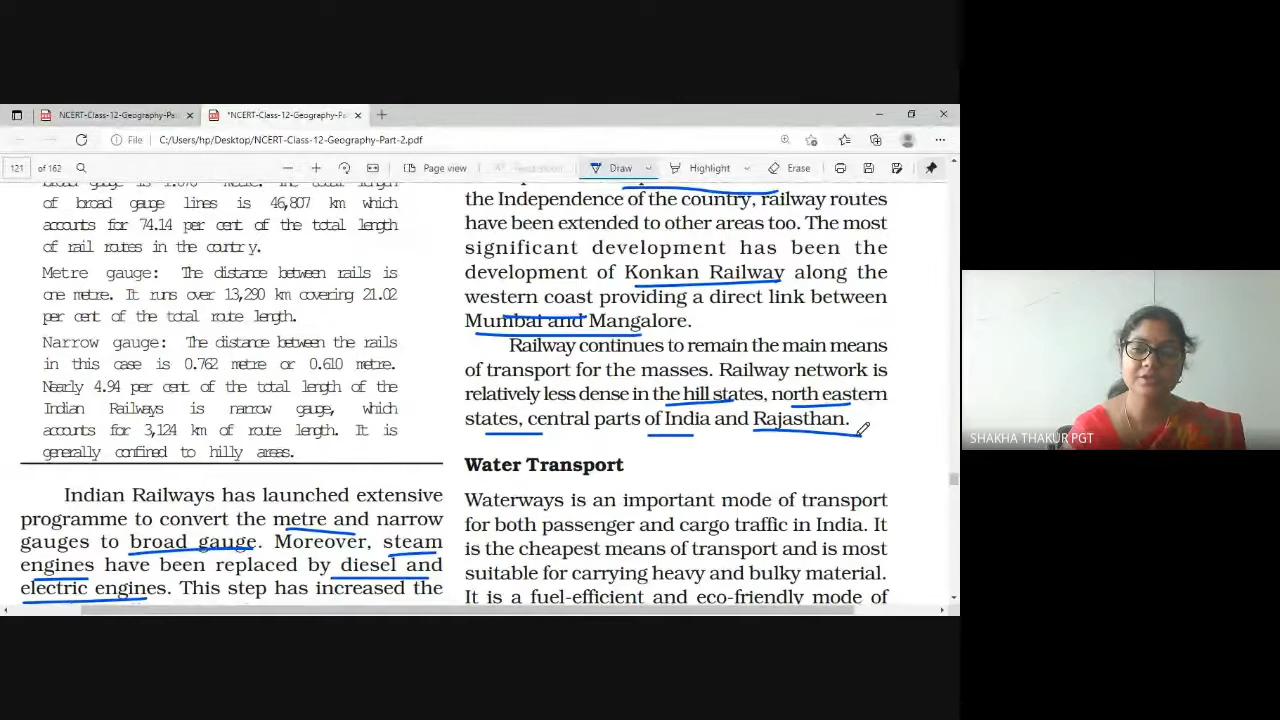 NCERT-Class-12-Geography-Pa
*NCERT-Class-12-Geography-Pa
File
C:/Users/hp/Desktop/NCERT-Class-12-Geography-Part-2.pdf
121 of 162
Page view
Draw
Highlight
Erase
of broad gauge lines is 46,807 km which
accounts for 74.14 per cent of the total length
of rail routes in the country.
Metre gauge: The distance between rails is
one metre. It runs over 13,290 km covering 21.02
per cent of the total route length.
Narrow gauge: The distance between the rails
in this case is 0.762 metre or 0.610 metre.
Nearly 4.94 per cent of the total length of the
Indian Railways is narrow gauge, which
accounts for 3,124 km of route length. It is
generally confined to hilly areas.
Indian Railways has launched extensive
programme to convert the metre and narrow
gauges to broad gauge. Moreover, steam
engines have been replaced by diesel and
electric engines. This step has increased the
the Independence of the country, railway routes
have been extended to other areas too. The most
significant development has been the
development of Konkan Railway along the
western coast providing a direct link between
Mumbai and Mangalore.
Railway continues to remain the main means
of transport for the masses. Railway network is
relatively less dense in the hill states, north eastern
states, central parts of India and Rajasthan.
Water Transport
Waterways is an important mode of transport
for both passenger and cargo traffic in India. It
is the cheapest means of transport and is most
suitable for carrying heavy and bulky material.
It is a fuel-efficient and eco-friendly mode of
SHAKHA THAKUR PGT